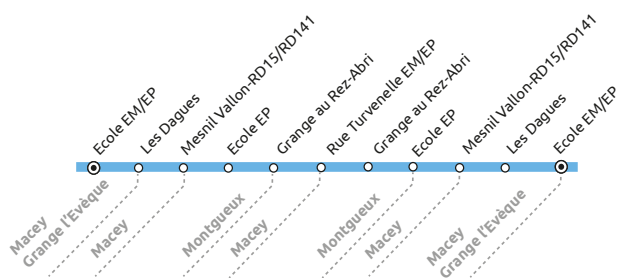 Ecole EM/EP
Les Dagues
Mesnil Vallon-RD15/RD141
Ecole EP
Grange au Rez-Abri
Rue Turvenelle EM/EP
Grange au Rez-Abri
Ecole EP
Mesnil Vallon-RD15/RD141
Les Dagues
Ecole EM/EP
Macey
Grange l'Evèque
Macey
Montgueux
Macey
Montgueux
Macey
Macey
Grange l'Evèque